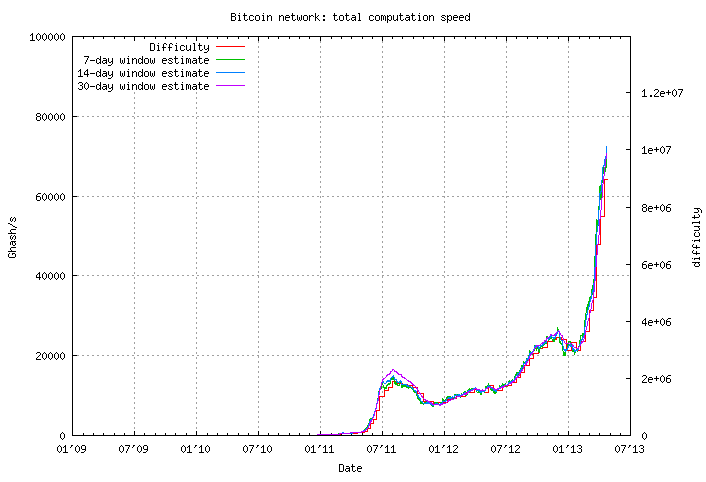 Bitcoin network: total computation speed
100000
80000
60000
40000
20000
0
Ghash/s
Difficulty
7-day window estimate
14-day window estimate
30-day window estimate
1.2e+07
1e+07
8e+06
6e+06
4e+06
2e+06
0
difficulty
01'09 07'09 01'10 07'10 01'11 07'11 01'12 07'12 01'13 07'13
Date